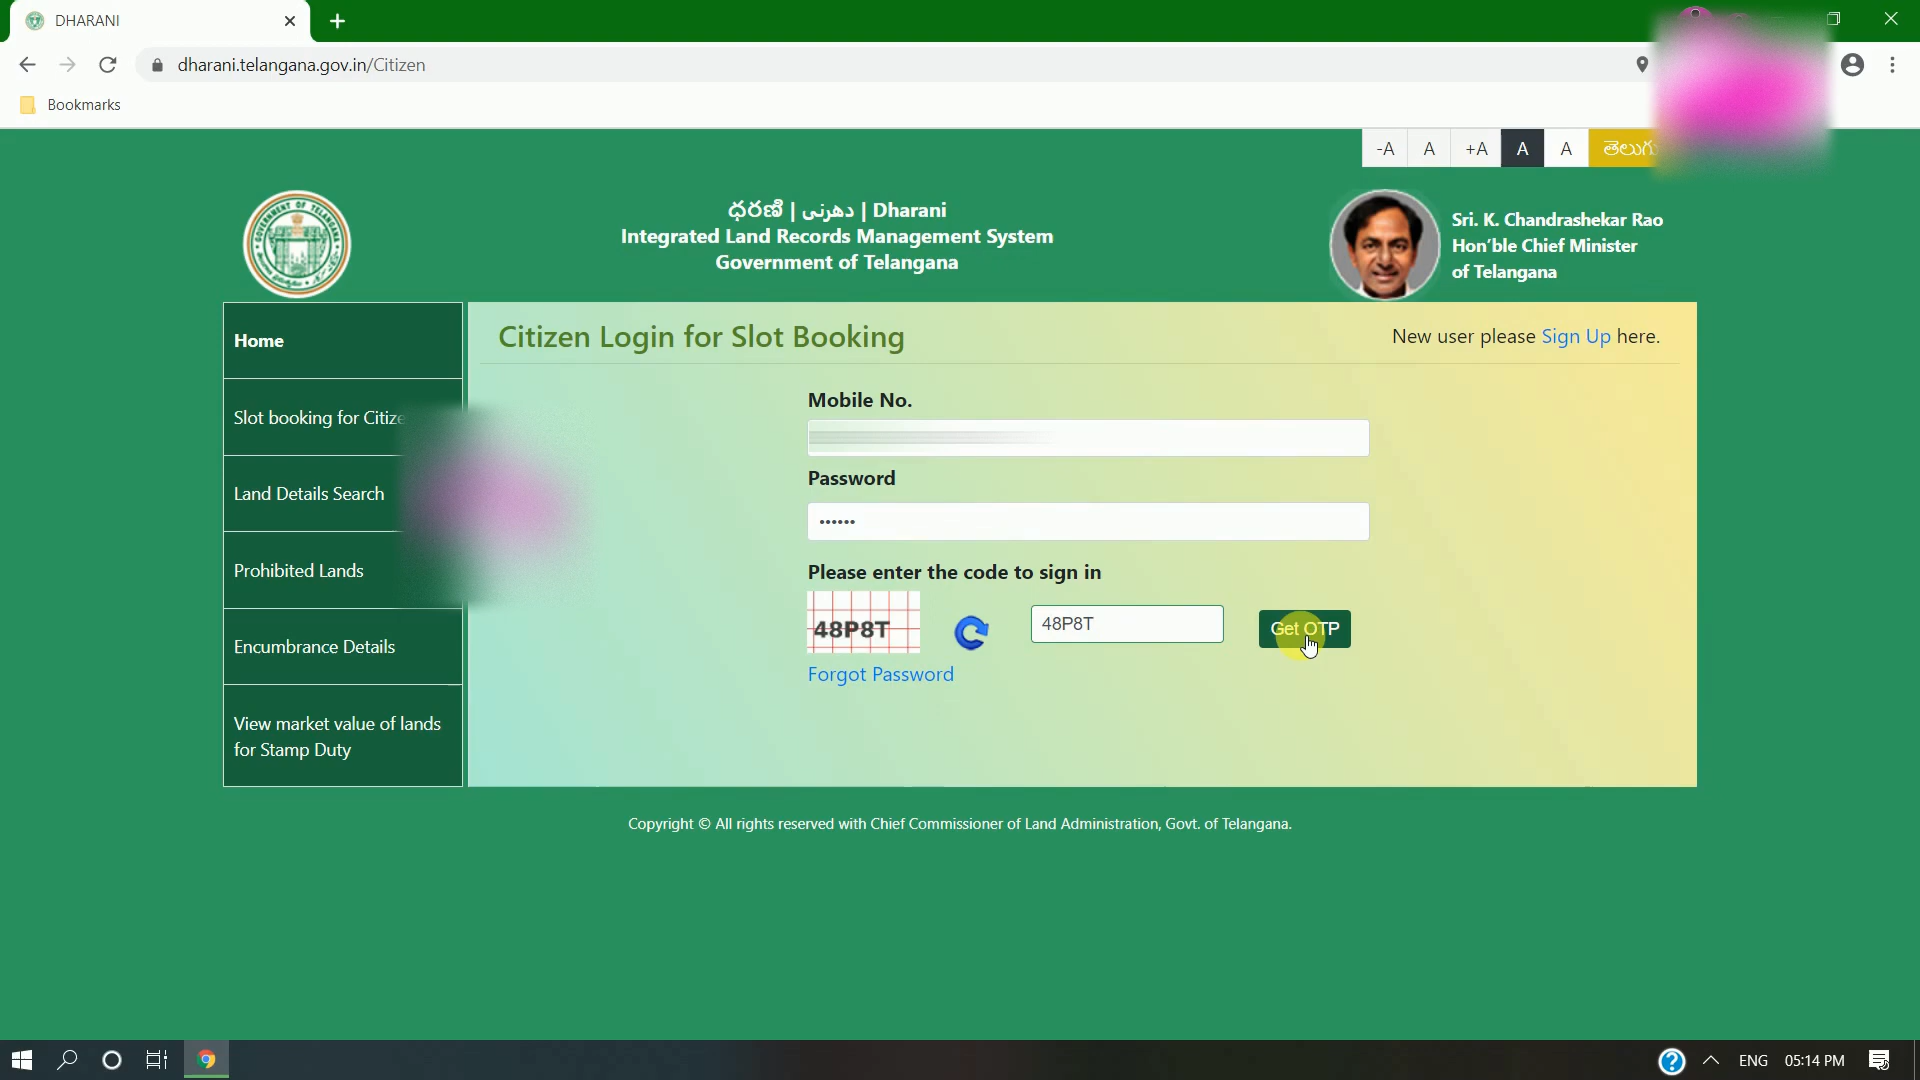 DHARANI
dharani.telangana.gov.in/Citizen
Bookmarks
-A A +A A A తెలుగు
GOVERNMENT OF TELANGANA
ధరణి | دھرنی | Dharani
Integrated Land Records Management System
Government of Telangana
Sri. K. Chandrashekar Rao
Hon’ble Chief Minister
of Telangana
Home
Slot booking for Citize
Land Details Search
Prohibited Lands
Encumbrance Details
View market value of lands
for Stamp Duty
Citizen Login for Slot Booking
New user please Sign Up here.
Mobile No.
Password
••••••
Please enter the code to sign in
48P8T
48P8T
Get OTP
Forgot Password
Copyright © All rights reserved with Chief Commissioner of Land Administration, Govt. of Telangana.
ENG 05:14 PM